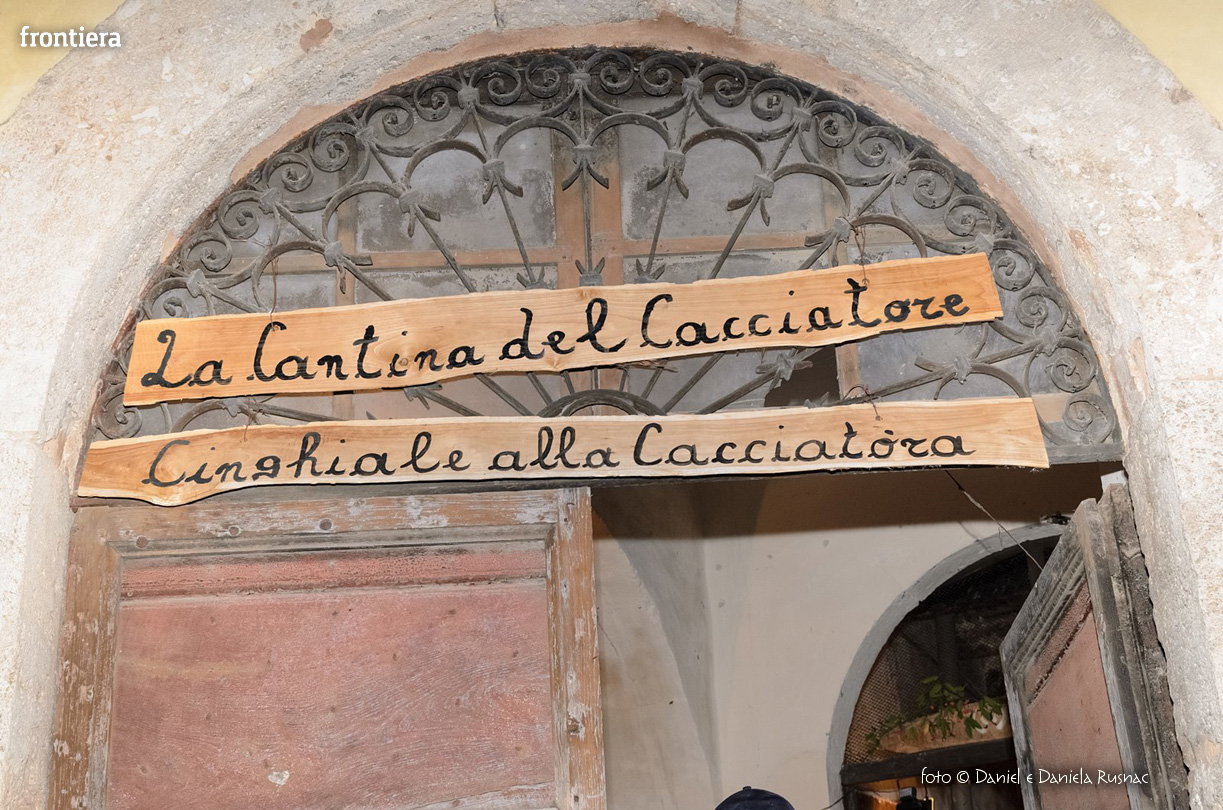 frontiera
La Cantina del Cacciatore
Cinghiale alla Cacciatòra
foto © Daniel e Daniela Rusnac